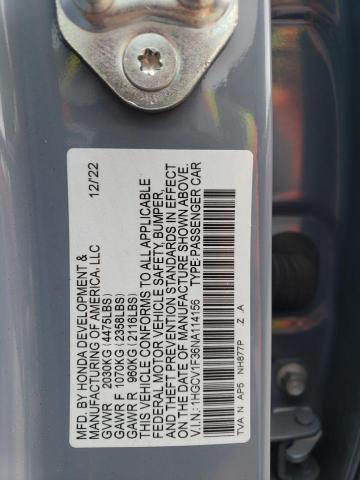 MFD. BY HONDA DEVELOPMENT &
MANUFACTURING OF AMERICA, LLC 12/22
GVWR 2030KG (4475LBS)
GAWR F 1070KG (2358LBS)
GAWR R 960KG (2116LBS)
THIS VEHICLE CONFORMS TO ALL APPLICABLE
FEDERAL MOTOR VEHICLE SAFETY, BUMPER,
AND THEFT PREVENTION STANDARDS IN EFFECT
ON THE DATE OF MANUFACTURE SHOWN ABOVE.
V.I.N.: 1HGCV1F36NA114156 TYPE: PASSENGER CAR
TVA N AP5 NH877P Z A